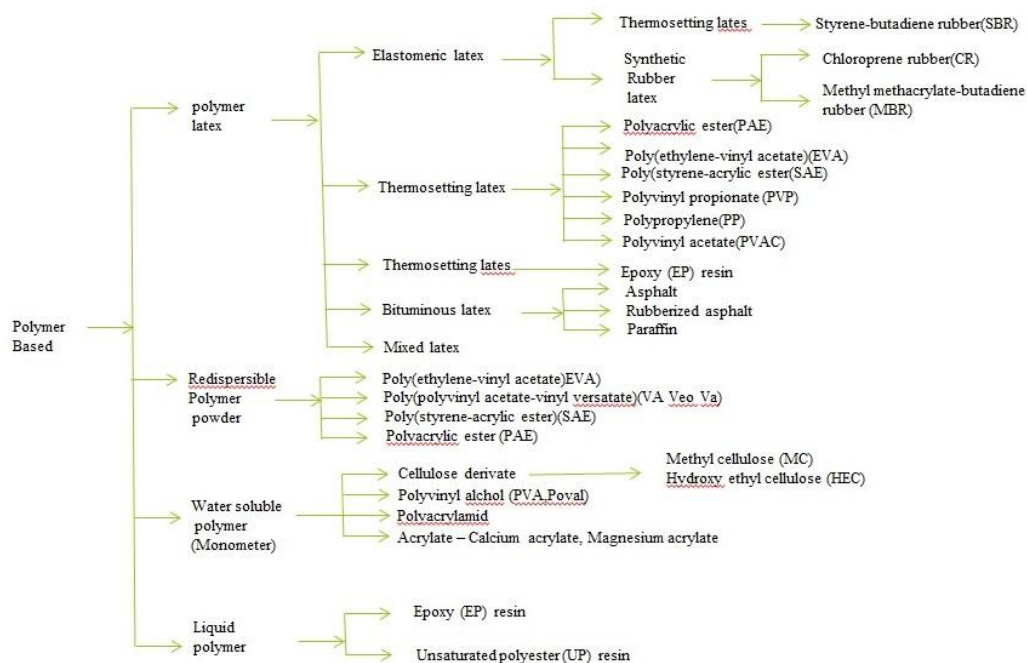 Polymer
Based
polymer
latex
Elastomeric latex
Thermosetting lates
Styrene-butadiene rubber(SBR)
Synthetic
Rubber
latex
Chloroprene rubber(CR)
Methyl methacrylate-butadiene
rubber (MBR)
Thermosetting latex
Polyacrylic ester(PAE)
Poly(ethylene-vinyl acetate)(EVA)
Poly(styrene-acrylic ester(SAE)
Polyvinyl propionate (PVP)
Polypropylene(PP)
Polyvinyl acetate(PVAC)
Thermosetting lates
Epoxy (EP) resin
Bituminous latex
Asphalt
Rubberized asphalt
Paraffin
Mixed latex
Redispersible
Polymer
powder
Poly(ethylene-vinyl acetate)EVA)
Poly(polyvinyl acetate-vinyl versatate)(VA Veo Va)
Poly(styrene-acrylic ester)(SAE)
Polyacrylic ester (PAE)
Water soluble
polymer
(Monometer)
Cellulose derivate
Methyl cellulose (MC)
Hydroxy ethyl cellulose (HEC)
Polyvinyl alchol (PVA,Poval)
Polyacrylamid
Acrylate – Calcium acrylate, Magnesium acrylate
Liquid
polymer
Epoxy (EP) resin
Unsaturated polyester (UP) resin